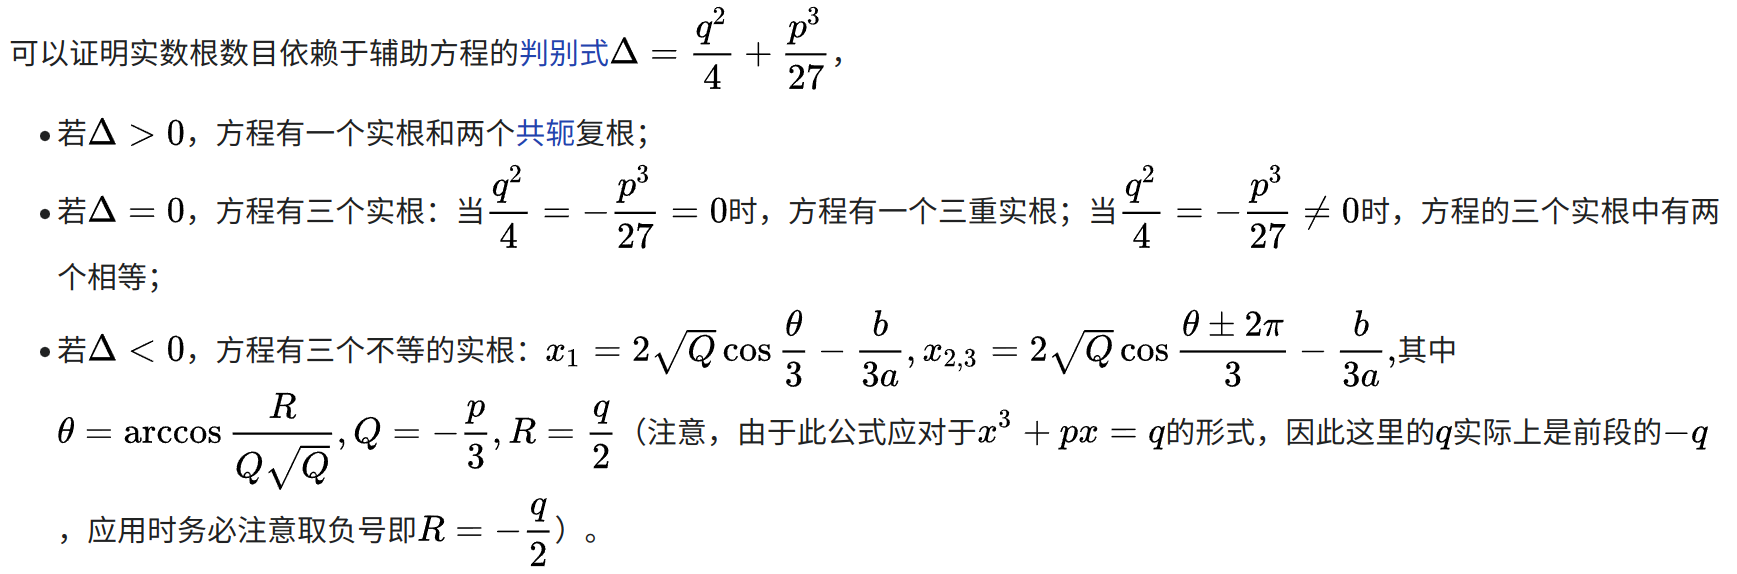 可以证明实数根数目依赖于辅助方程的判别式$\Delta = \frac{q^2}{4} + \frac{p^3}{27}$，
• 若$\Delta > 0$，方程有一个实根和两个共轭复根；
• 若$\Delta = 0$，方程有三个实根：当$\frac{q^2}{4} = -\frac{p^3}{27} = 0$时，方程有一个三重实根；当$\frac{q^2}{4} = -\frac{p^3}{27} \neq 0$时，方程的三个实根中有两
个相等；
• 若$\Delta < 0$，方程有三个不等的实根：$x_1 = 2\sqrt{Q}\cos\frac{\theta}{3} - \frac{b}{3a}, x_{2,3} = 2\sqrt{Q}\cos\frac{\theta \pm 2\pi}{3} - \frac{b}{3a}$,其中
$\theta = \arccos\frac{R}{Q\sqrt{Q}}, Q = -\frac{p}{3}, R = \frac{q}{2}$（注意，由于此公式应对于$x^3 + px = q$的形式，因此这里的$q$实际上是前段的$-q$
，应用时务必注意取负号即$R = -\frac{q}{2}$）。